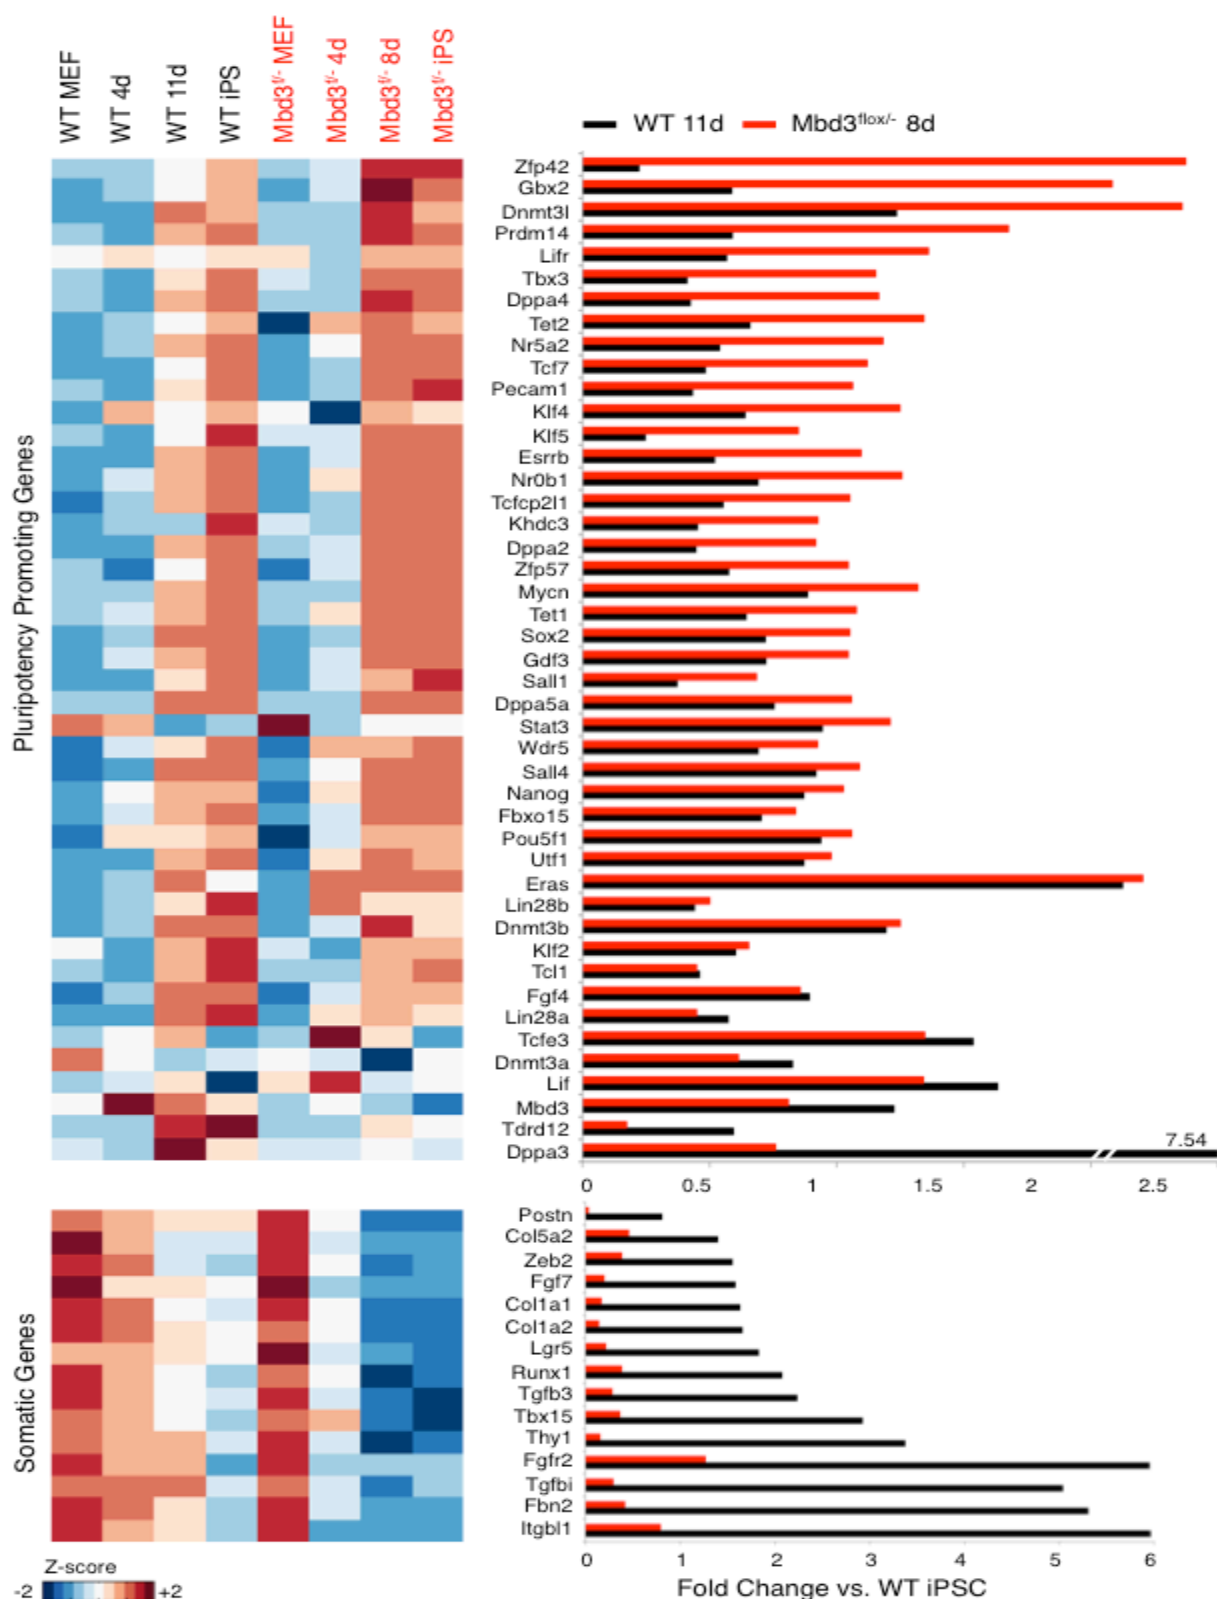 WT MEF
WT 4d
WT 11d
WT iPS
Mbd3f/- MEF
Mbd3f/- 4d
Mbd3f/- 8d
Mbd3f/- iPS
WT 11d Mbd3flox/- 8d
Pluripotency Promoting Genes
Zfp42
Gbx2
Dnmt3l
Prdm14
Lifr
Tbx3
Dppa4
Tet2
Nr5a2
Tcf7
Pecam1
Klf4
Klf5
Esrrb
Nr0b1
Tcfcp2l1
Khdc3
Dppa2
Zfp57
Mycn
Tet1
Sox2
Gdf3
Sall1
Dppa5a
Stat3
Wdr5
Sall4
Nanog
Fbxo15
Pou5f1
Utf1
Eras
Lin28b
Dnmt3b
Klf2
Tcl1
Fgf4
Lin28a
Tcfe3
Dnmt3a
Lif
Mbd3
Tdrd12
7.54
Dppa3
0 0.5 1 1.5 2 2.5
Somatic Genes
Postn
Col5a2
Zeb2
Fgf7
Col1a1
Col1a2
Lgr5
Runx1
Tgfb3
Tbx15
Thy1
Fgfr2
Tgfbi
Fbn2
Itgbl1
0 1 2 3 4 5 6
Fold Change vs. WT iPSC
Z-score
-2 +2